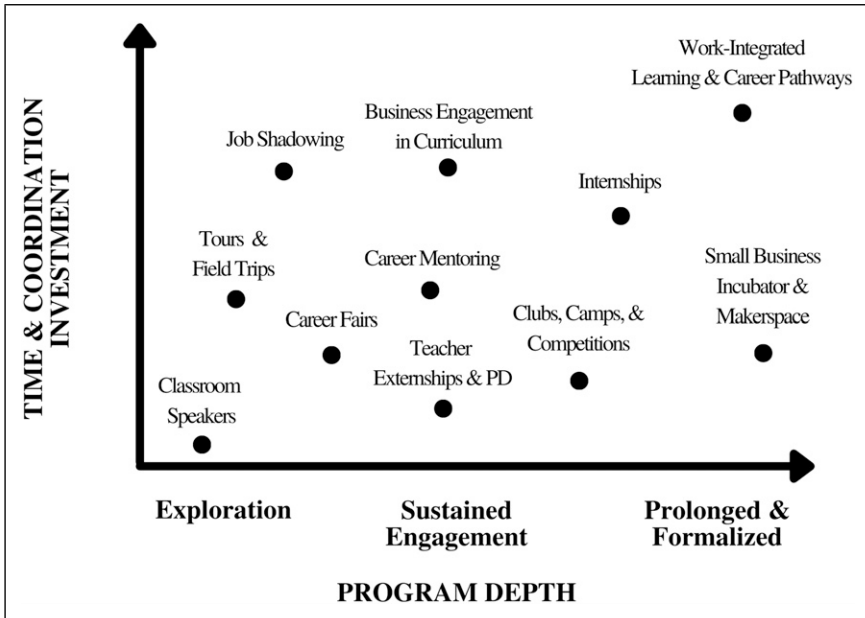 TIME & COORDINATION
INVESTMENT
Work-Integrated
Learning & Career Pathways
Business Engagement
in Curriculum
Job Shadowing
Internships
Tours &
Field Trips
Career Mentoring
Small Business
Incubator &
Makerspace
Career Fairs
Clubs, Camps, &
Competitions
Teacher
Externships & PD
Classroom
Speakers
Exploration
Sustained
Engagement
Prolonged &
Formalized
PROGRAM DEPTH